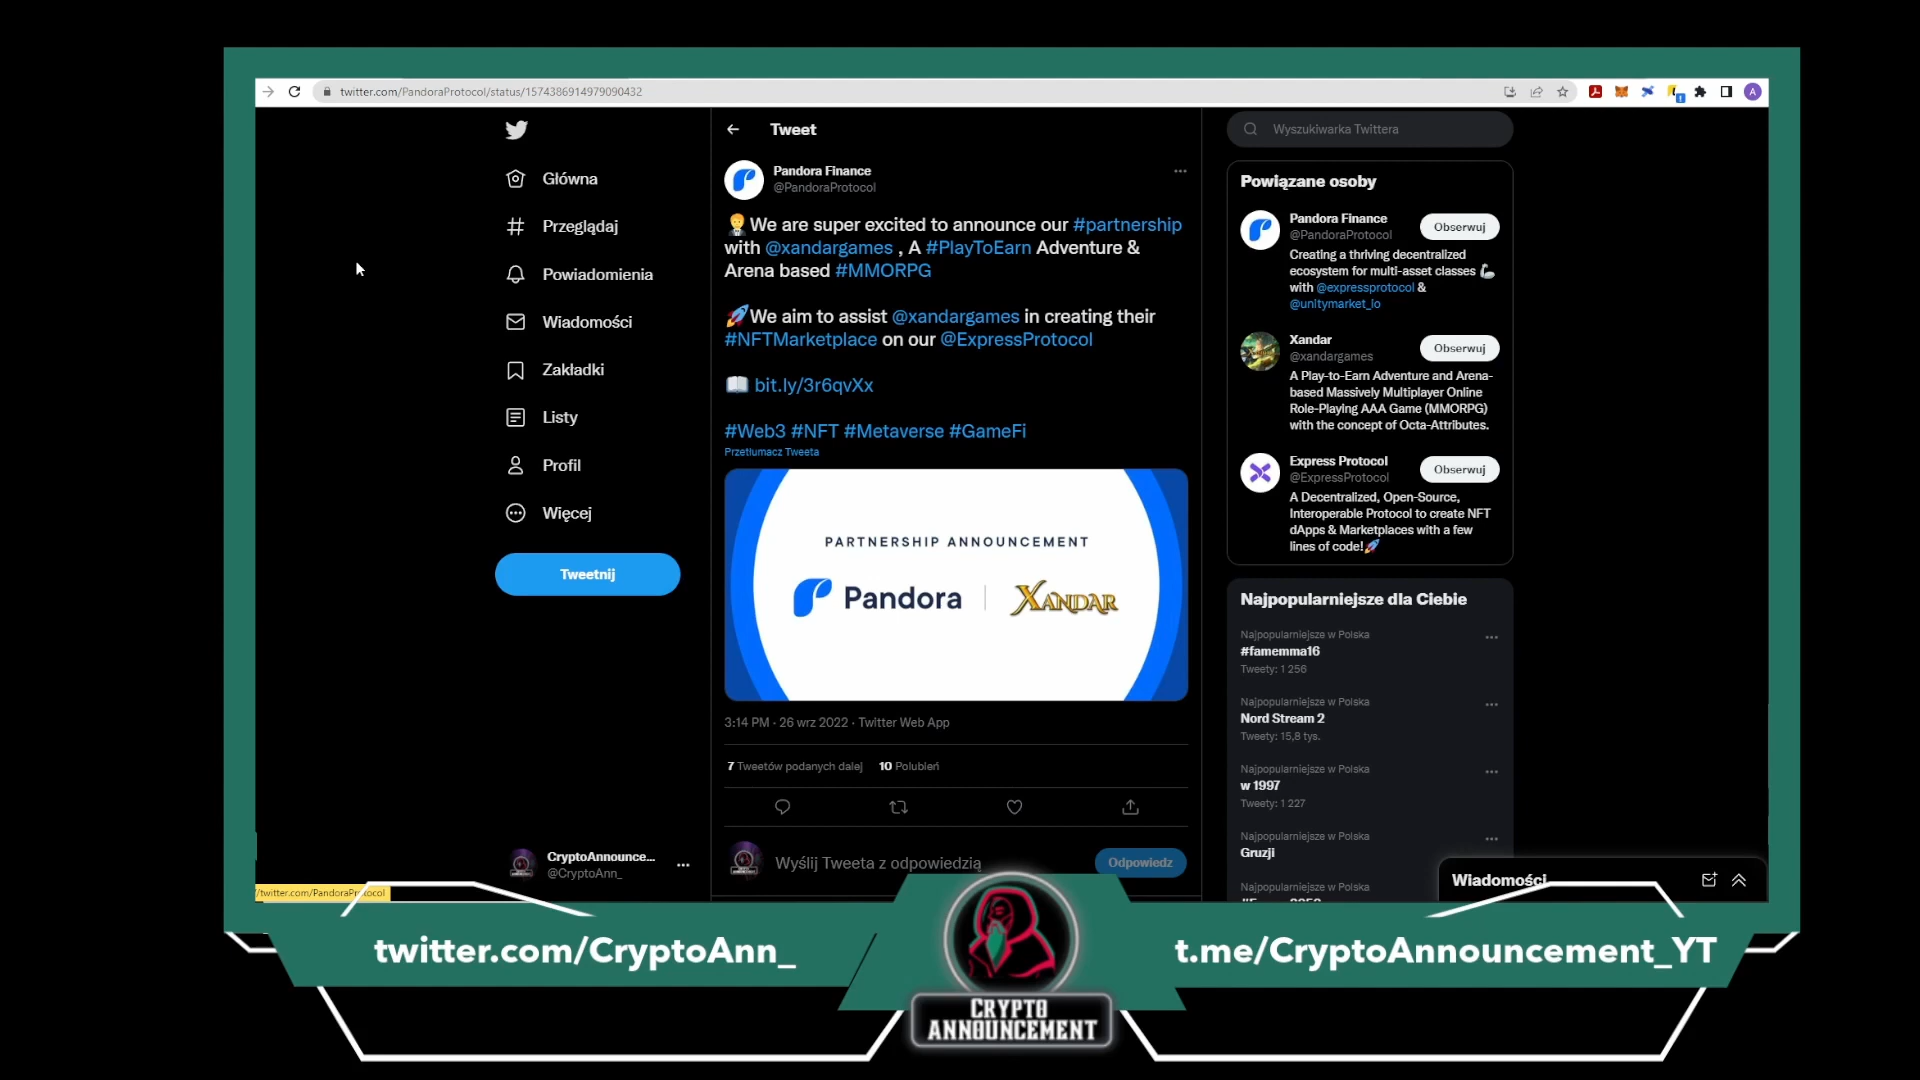 twitter.com/PandoraProtocol/status/1574386914979090432
A
Tweet
Wyszukiwarka Twittera
Główna
Przeglądaj
Powiadomienia
Wiadomości
Zakładki
Listy
Profil
Więcej
Tweetnij
CryptoAnnounce...
@CryptoAnn_
Pandora Finance
@PandoraProtocol
We are super excited to announce our #partnership
with @xandargames , A #PlayToEarn Adventure &
Arena based #MMORPG
We aim to assist @xandargames in creating their
#NFTMarketplace on our @ExpressProtocol
bit.ly/3r6qvXx
#Web3 #NFT #Metaverse #GameFi
Przetłumacz Tweeta
PARTNERSHIP ANNOUNCEMENT
Pandora | XANDAR
3:14 PM · 26 wrz 2022 · Twitter Web App
7 Tweetów podanych dalej 10 Polubień
Wyślij Tweeta z odpowiedzią
Odpowiedz
Powiązane osoby
Pandora Finance
@PandoraProtocol
Obserwuj
Creating a thriving decentralized
ecosystem for multi-asset classes
with @expressprotocol &
@unitymarket_io
Xandar
@xandargames
Obserwuj
A Play-to-Earn Adventure and Arena-
based Massively Multiplayer Online
Role-Playing AAA Game (MMORPG)
with the concept of Octa-Attributes.
Express Protocol
@ExpressProtocol
Obserwuj
A Decentralized, Open-Source,
Interoperable Protocol to create NFT
dApps & Marketplaces with a few
lines of code!
Najpopularniejsze dla Ciebie
Najpopularniejsze w Polska
#famemma16
Tweety: 1 256
Najpopularniejsze w Polska
Nord Stream 2
Tweety: 15,8 tys.
Najpopularniejsze w Polska
w 1997
Tweety: 1 227
Najpopularniejsze w Polska
Gruzji
Najpopularniejsze w Polska
Wiadomości
/twitter.com/PandoraProtocol
twitter.com/CryptoAnn_
t.me/CryptoAnnouncement_YT
CRYPTO
ANNOUNCEMENT